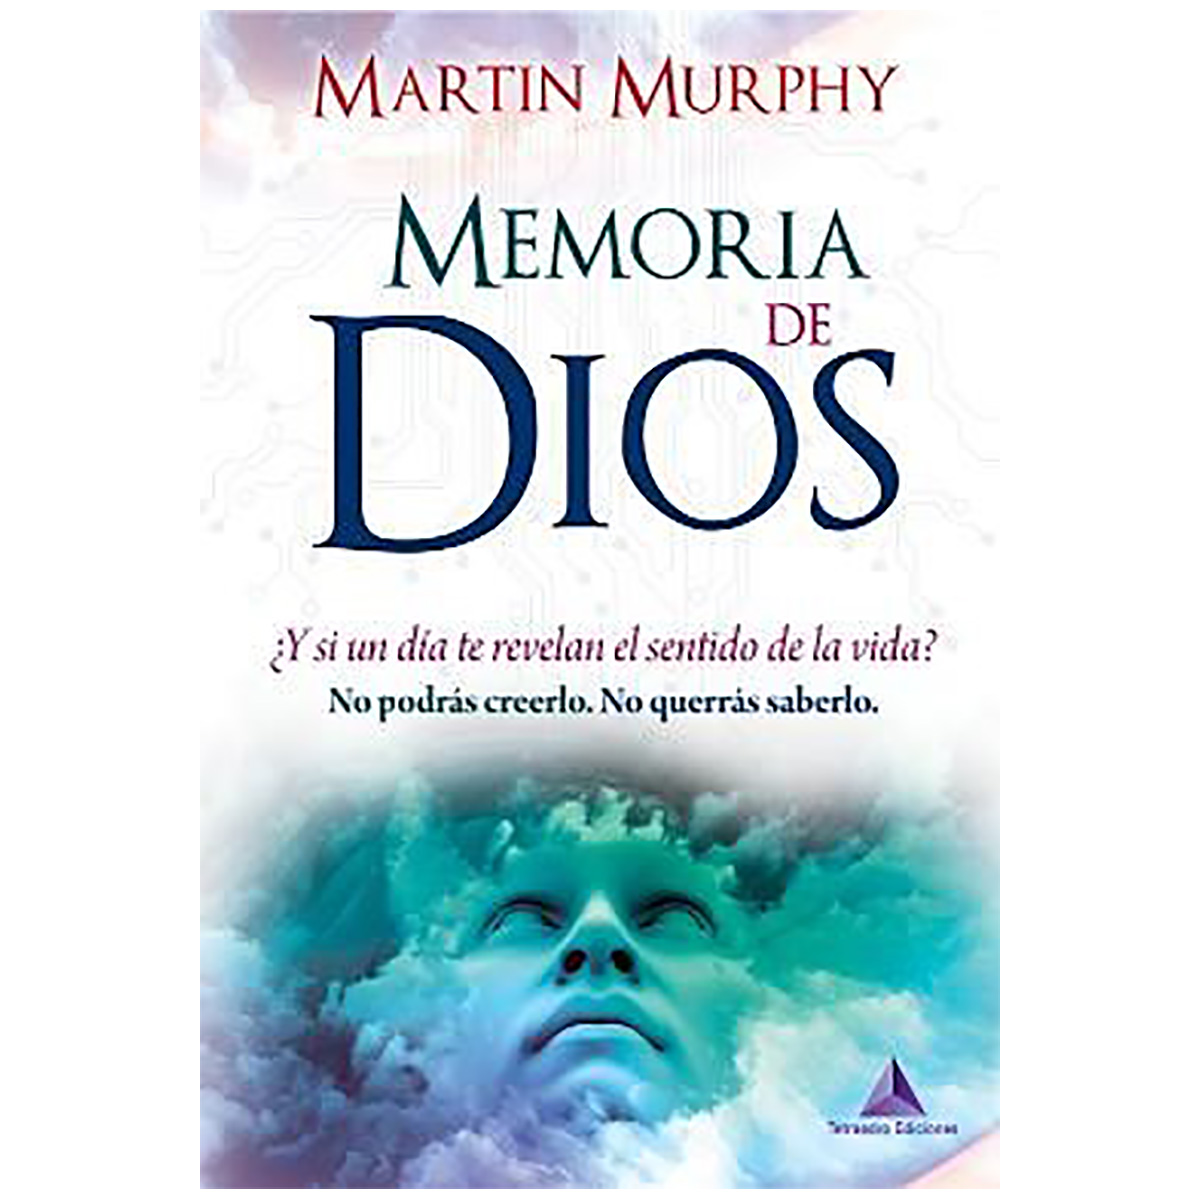 MARTIN MURPHY
MEMORIA
DE
DIOS
¿Y si un día te revelan el sentido de la vida?
No podrás creerlo. No querrás saberlo.
Tetraedro Ediciones